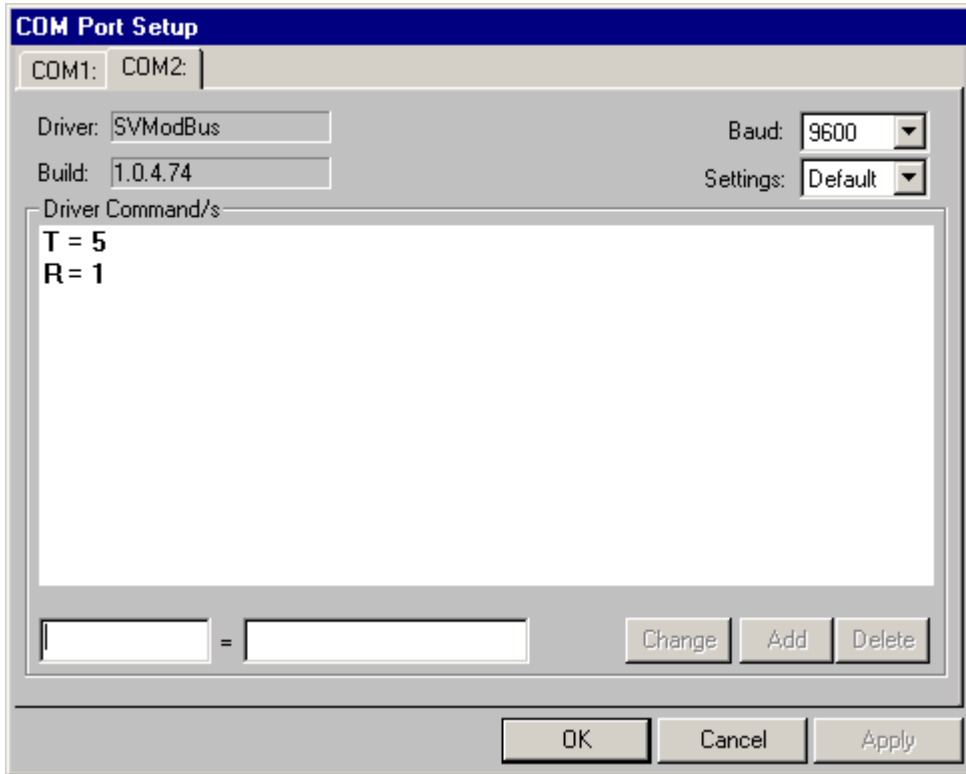 COM Port Setup
COM1: COM2:
Driver: SVModBus
Baud: 9600
Build: 1.0.4.74
Settings: Default
Driver Command/s
T = 5
R = 1
=
Change Add Delete
OK Cancel Apply